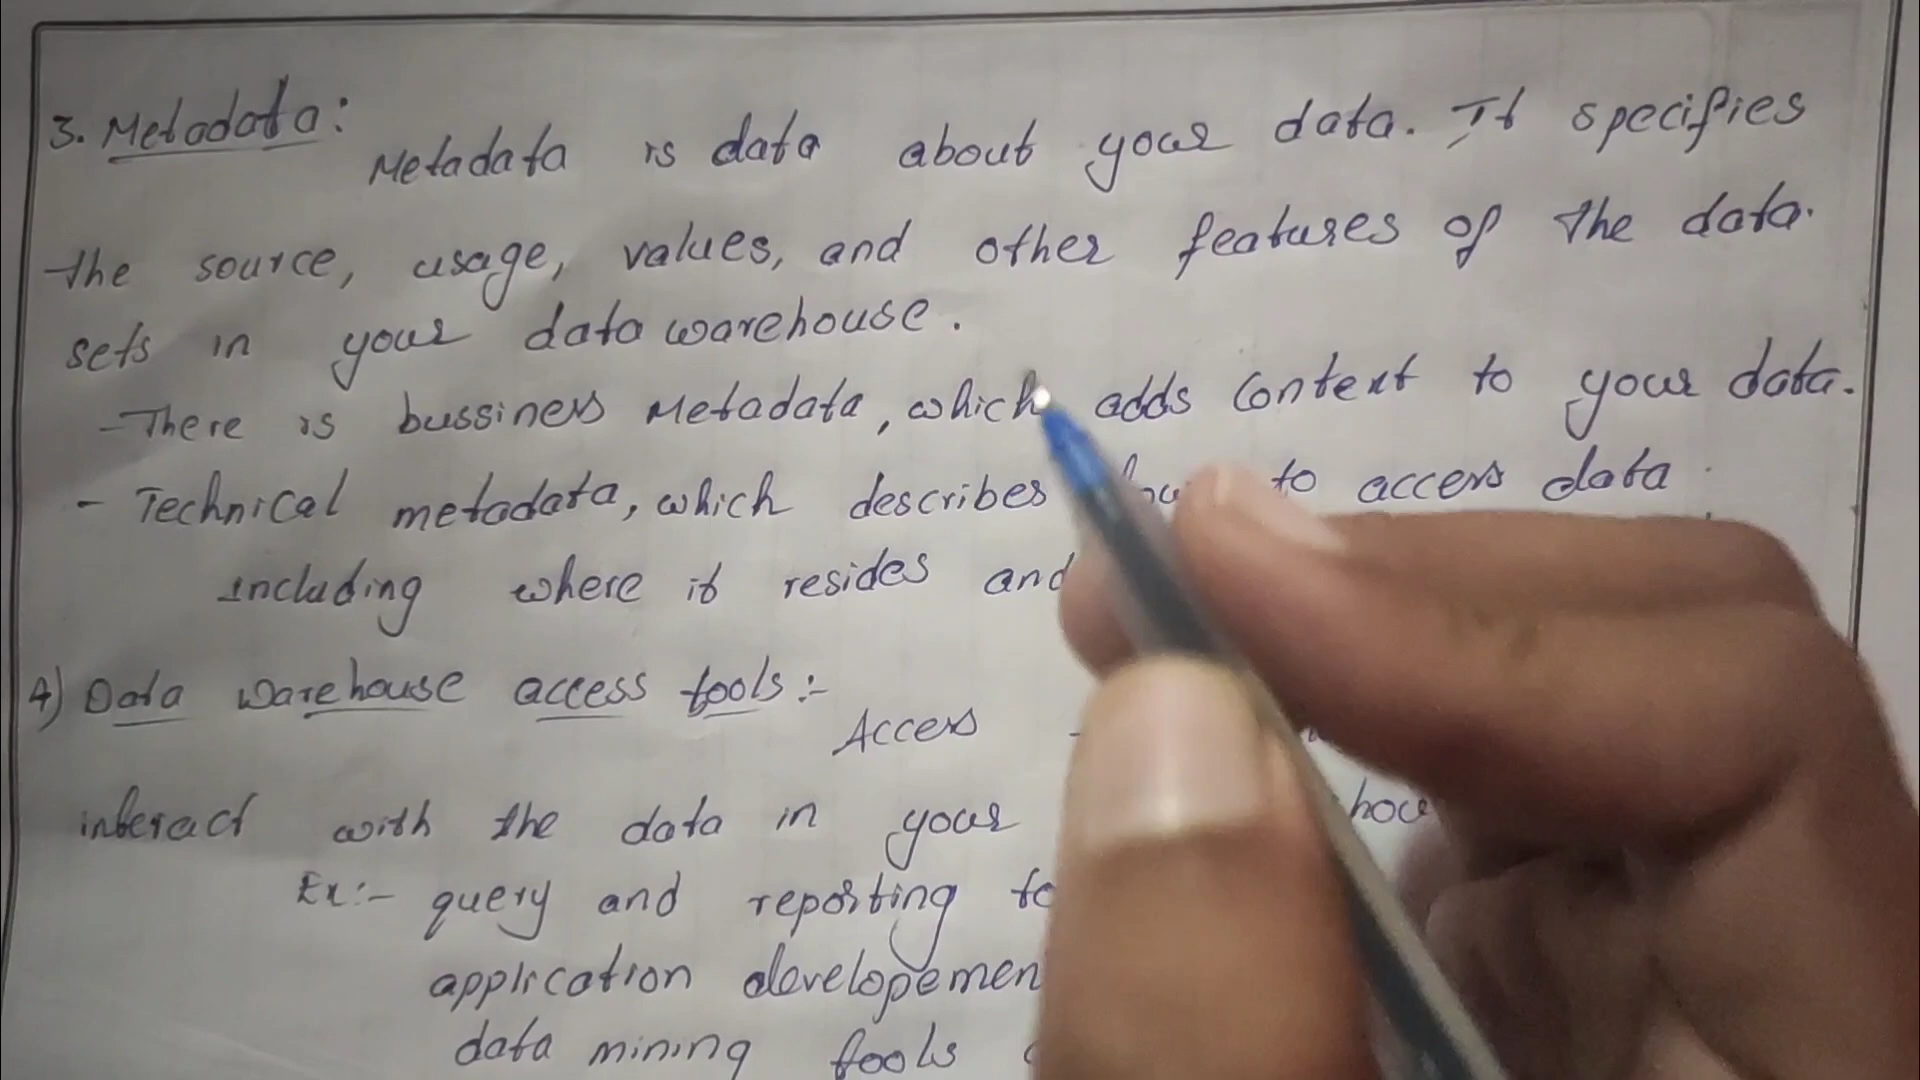 3. Metadata:
Metadata is data about your data. It specifies
the source, usage, values, and other features of the data.
sets in your data warehouse.
- There is bussiness Metadata, which adds Context to your data.
- Technical metadata, which describes to access data
including where it resides and
4) Data warehouse access tools :-
Access
interact with the data in your
Ex:- query and reporting
application developemen
data mining tools